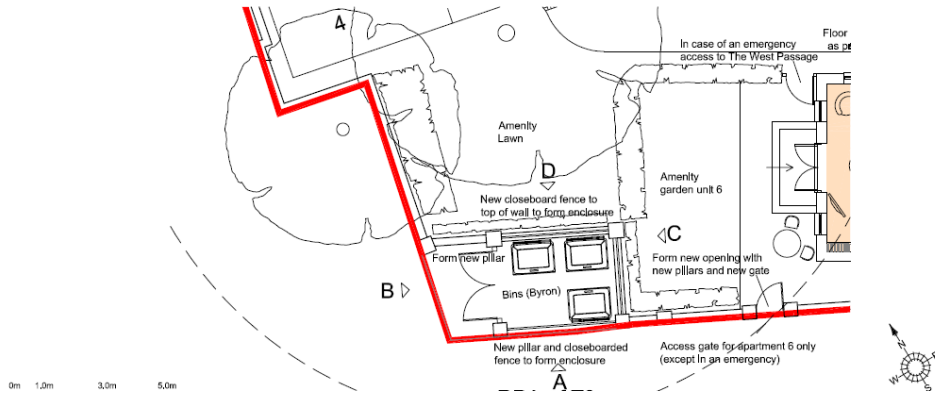 4
In case of an emergency
access to The West Passage
Floor
Amenity
Lawn
D
New closeboard fence to
top of wall to form enclosure
Amenity
garden unit 6
C
Form new pillar
Form new opening with
new pillars and new gate
B
Bins (Byron)
New pillar and closeboarded
fence to form enclosure
A
Access gate for apartment 6 only
(except in an emergency)
0m 1.0m 3.0m 5.0m
N
W
S